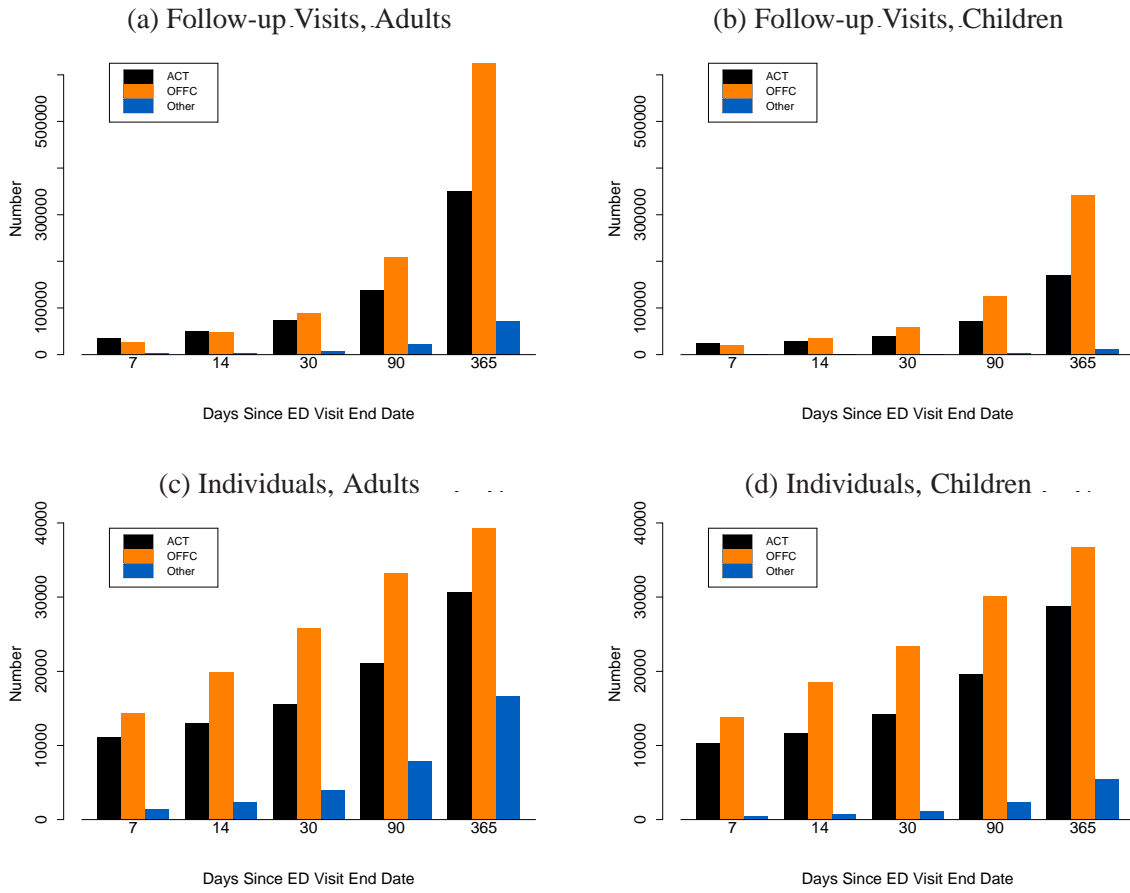 (a) Follow-up Visits, Adults
ACT
OFFC
Other
Number
0
100000
300000
500000
7 14 30 90 365
Days Since ED Visit End Date
(b) Follow-up Visits, Children
ACT
OFFC
Other
Number
0
100000
300000
500000
7 14 30 90 365
Days Since ED Visit End Date
(c) Individuals, Adults
ACT
OFFC
Other
Number
0
10000
20000
30000
40000
7 14 30 90 365
Days Since ED Visit End Date
(d) Individuals, Children
ACT
OFFC
Other
Number
0
10000
20000
30000
40000
7 14 30 90 365
Days Since ED Visit End Date